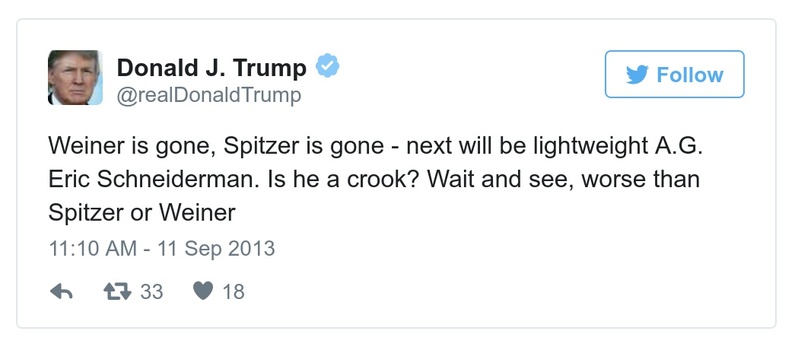 Donald J. Trump
@realDonaldTrump
Follow
Weiner is gone, Spitzer is gone - next will be lightweight A.G.
Eric Schneiderman. Is he a crook? Wait and see, worse than
Spitzer or Weiner
11:10 AM - 11 Sep 2013
33 18